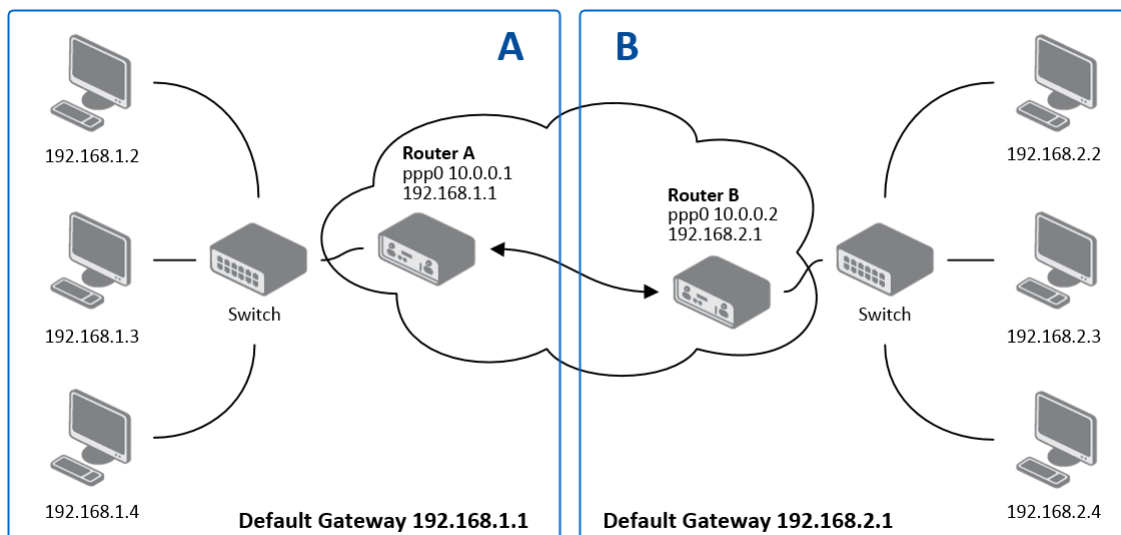 A
B
192.168.1.2
192.168.2.2
Router A
ppp0 10.0.0.1
192.168.1.1
Router B
ppp0 10.0.0.2
192.168.2.1
Switch
Switch
192.168.1.3
192.168.2.3
192.168.1.4
192.168.2.4
Default Gateway 192.168.1.1
Default Gateway 192.168.2.1